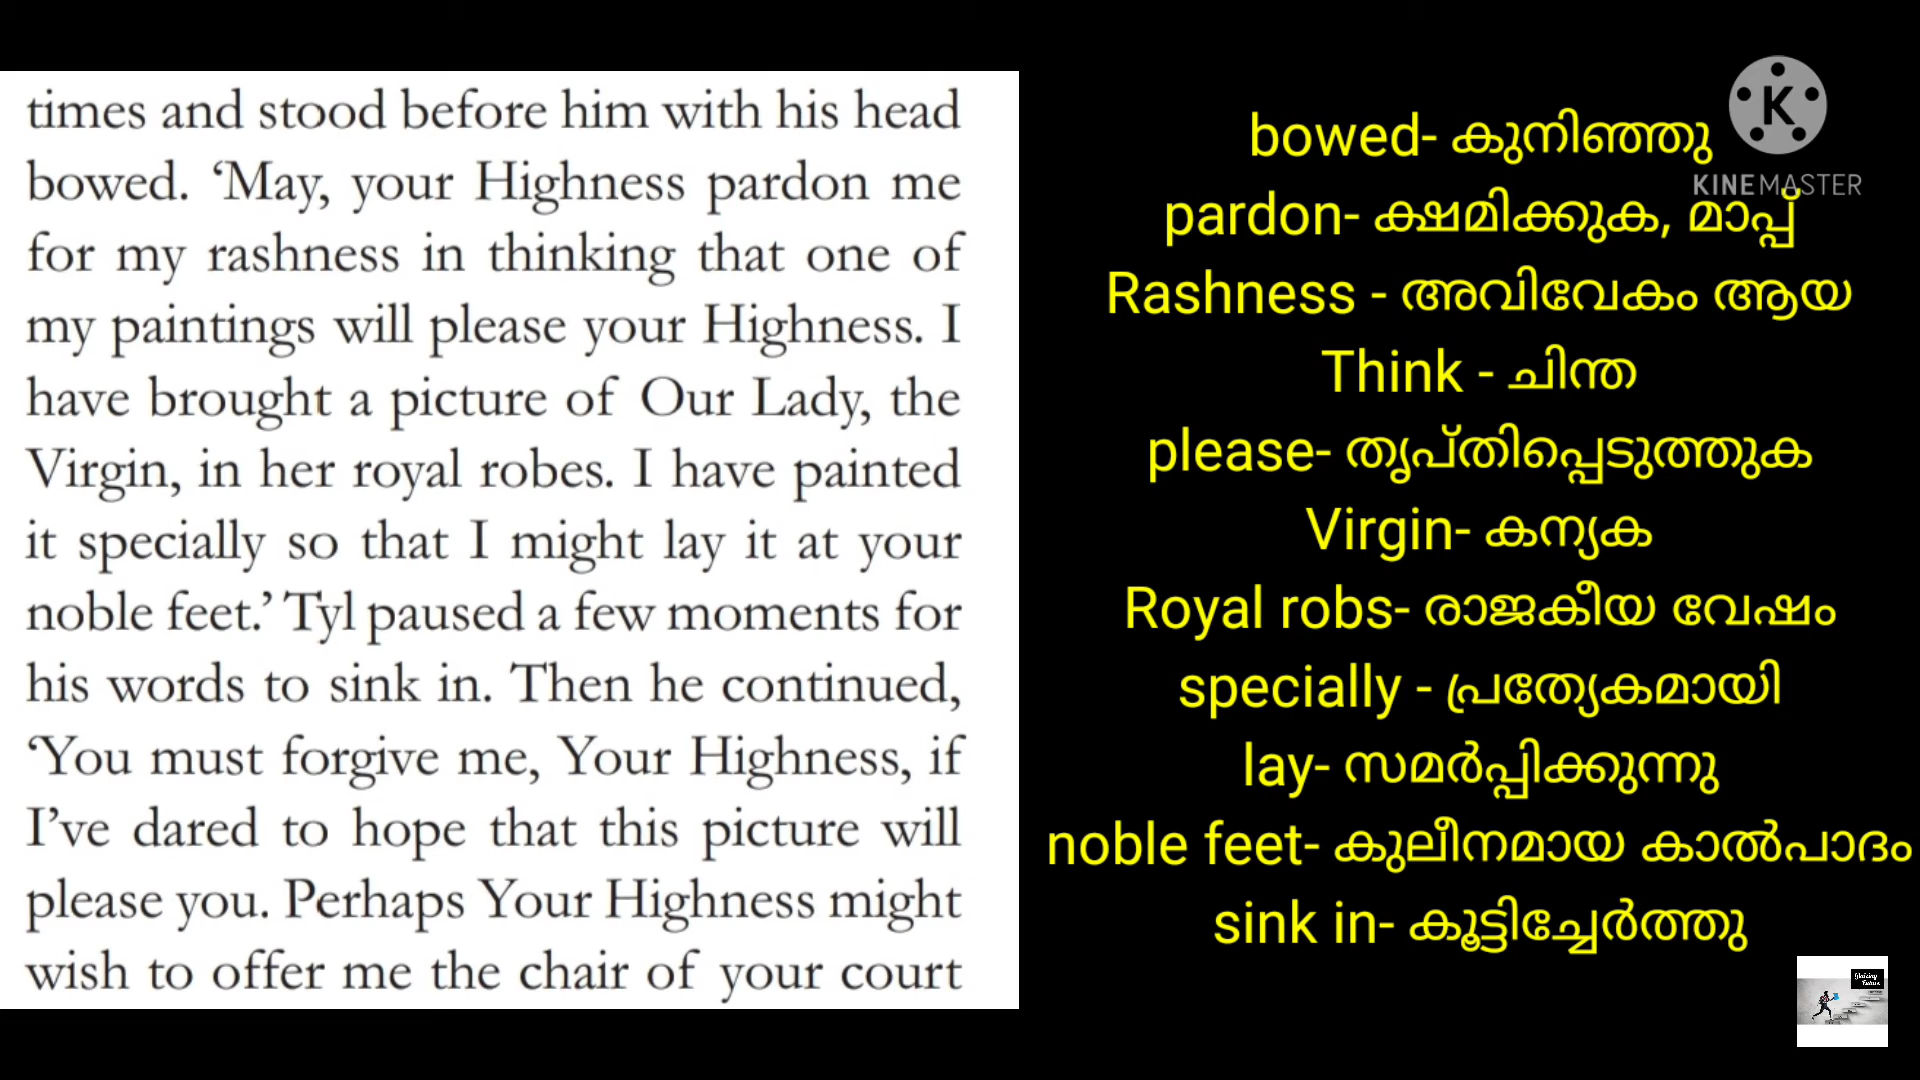 times and stood before him with his head
bowed. ‘May, your Highness pardon me
for my rashness in thinking that one of
my paintings will please your Highness. I
have brought a picture of Our Lady, the
Virgin, in her royal robes. I have painted
it specially so that I might lay it at your
noble feet.’ Tyl paused a few moments for
his words to sink in. Then he continued,
‘You must forgive me, Your Highness, if
I’ve dared to hope that this picture will
please you. Perhaps Your Highness might
wish to offer me the chair of your court
bowed- കുനിഞ്ഞു
pardon- ക്ഷമിക്കുക, മാപ്പ്
Rashness - അവിവേകം ആയ
Think - ചിന്ത
please- തൃപ്തിപ്പെടുത്തുക
Virgin- കന്യക
Royal robs- രാജകീയ വേഷം
specially - പ്രത്യേകമായി
lay- സമർപ്പിക്കുന്നു
noble feet- കുലീനമായ കാൽപാദം
sink in- കൂട്ടിച്ചേർത്തു
K
KINEMASTER